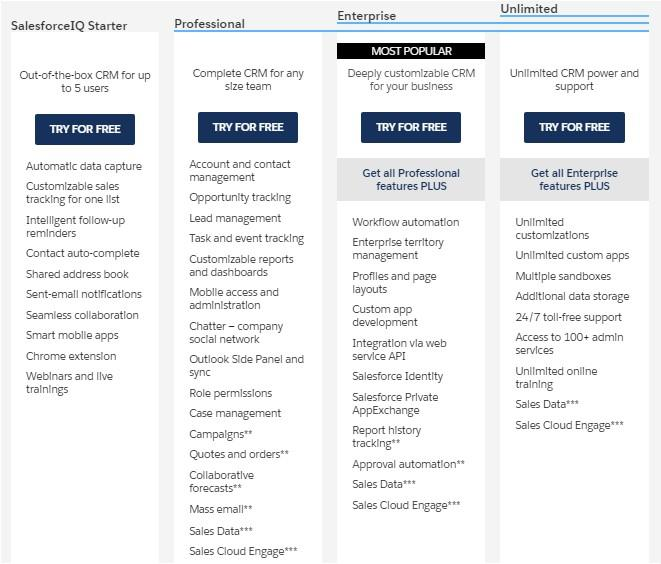 SalesforceIQ Starter
Out-of-the-box CRM for up
to 5 users
TRY FOR FREE
Automatic data capture
Customizable sales
tracking for one list
Intelligent follow-up
reminders
Contact auto-complete
Shared address book
Sent-email notifications
Seamless collaboration
Smart mobile apps
Chrome extension
Webinars and live
trainings
Professional
Complete CRM for any
size team
TRY FOR FREE
Account and contact
management
Opportunity tracking
Lead management
Task and event tracking
Customizable reports
and dashboards
Mobile access and
administration
Chatter – company
social network
Outlook Side Panel and
sync
Role permissions
Case management
Campaigns**
Quotes and orders**
Collaborative
forecasts**
Mass email**
Sales Data***
Sales Cloud Engage***
Enterprise
MOST POPULAR
Deeply customizable CRM
for your business
TRY FOR FREE
Get all Professional
features PLUS
Workflow automation
Enterprise territory
management
Profiles and page
layouts
Custom app
development
Integration via web
service API
Salesforce Identity
Salesforce Private
AppExchange
Report history
tracking**
Approval automation**
Sales Data***
Sales Cloud Engage***
Unlimited
Unlimited CRM power and
support
TRY FOR FREE
Get all Enterprise
features PLUS
Unlimited
customizations
Unlimited custom apps
Multiple sandboxes
Additional data storage
24/7 toll-free support
Access to 100+ admin
services
Unlimited online
training
Sales Data***
Sales Cloud Engage***